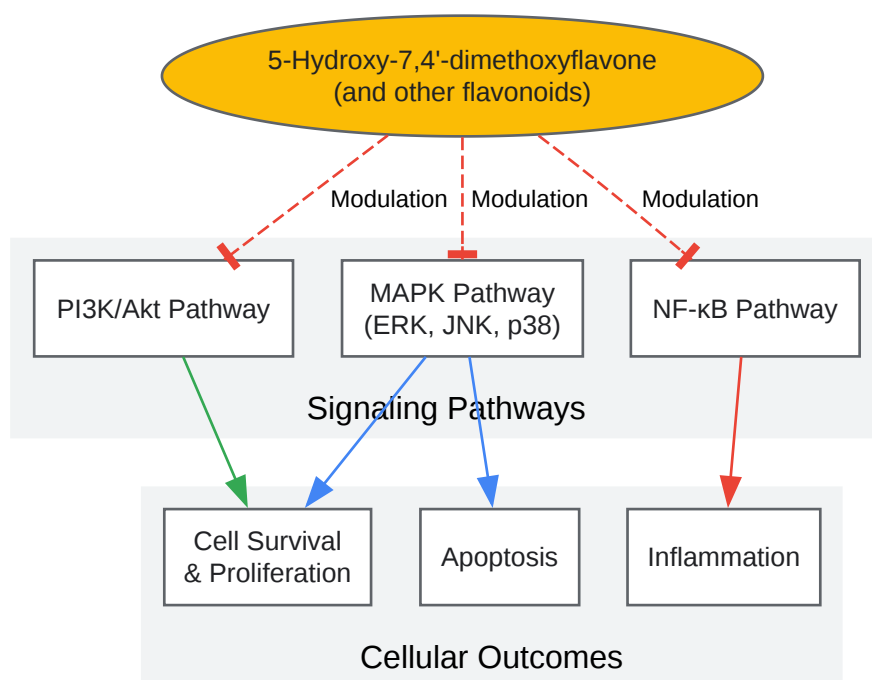 5-Hydroxy-7,4'-dimethoxyflavone
(and other flavonoids)
Modulation
Modulation
Modulation
PI3K/Akt Pathway
MAPK Pathway
(ERK, JNK, p38)
NF-κB Pathway
Signaling Pathways
Cell Survival
& Proliferation
Apoptosis
Inflammation
Cellular Outcomes